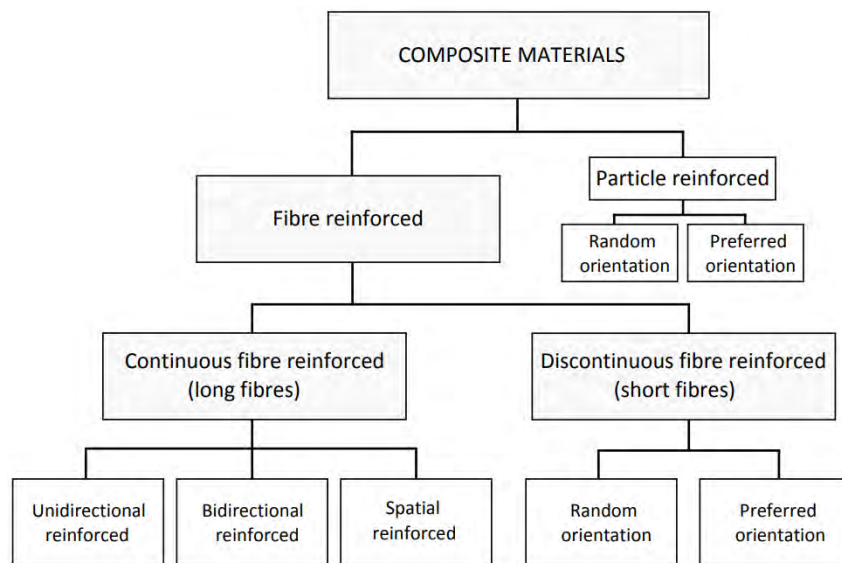 COMPOSITE MATERIALS
Particle reinforced
Fibre reinforced
Random
orientation
Preferred
orientation
Continuous fibre reinforced
(long fibres)
Discontinuous fibre reinforced
(short fibres)
Unidirectional
reinforced
Bidirectional
reinforced
Spatial
reinforced
Random
orientation
Preferred
orientation